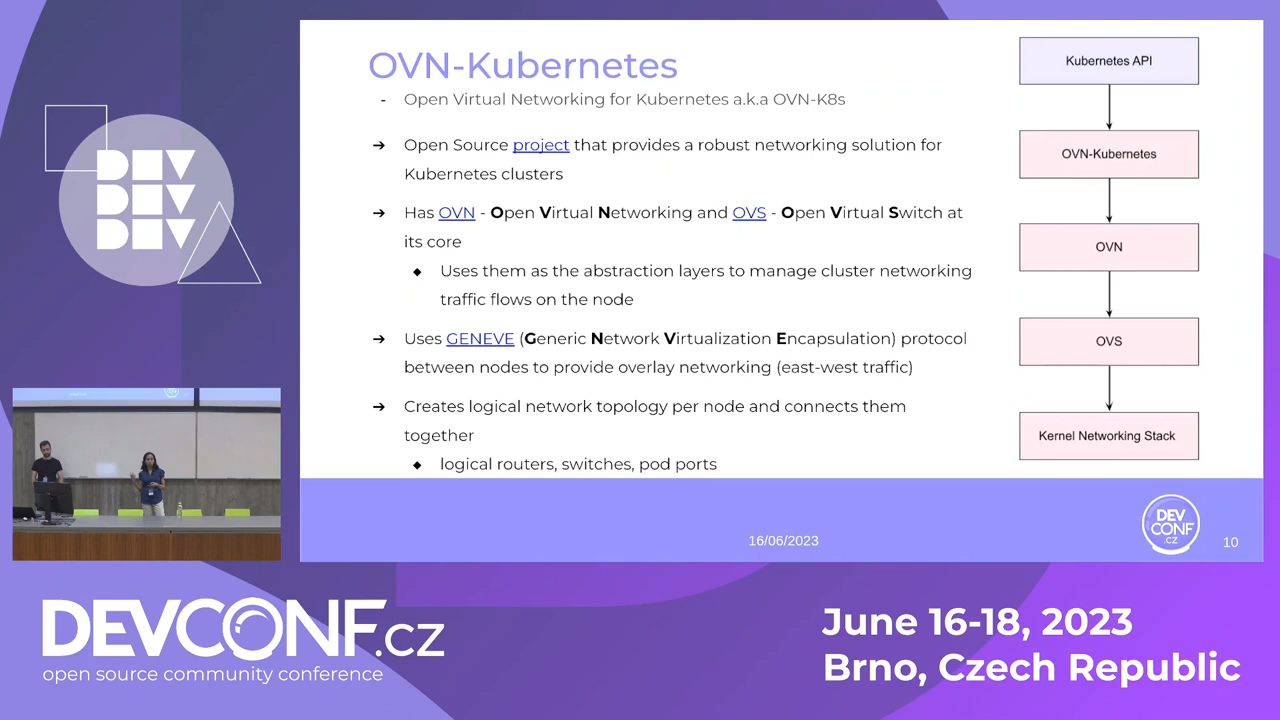 OVN-Kubernetes
- Open Virtual Networking for Kubernetes a.k.a OVN-K8s
➔ Open Source project that provides a robust networking solution for
Kubernetes clusters
➔ Has OVN - Open Virtual Networking and OVS - Open Virtual Switch at
its core
◆ Uses them as the abstraction layers to manage cluster networking
traffic flows on the node
➔ Uses GENEVE (Generic Network Virtualization Encapsulation) protocol
between nodes to provide overlay networking (east-west traffic)
➔ Creates logical network topology per node and connects them
together
◆ logical routers, switches, pod ports
Kubernetes API
OVN-Kubernetes
OVN
OVS
Kernel Networking Stack
16/06/2023
DEV
CONF
.CZ
10
DEV
DEV
DEV
DEVCONF.cz
open source community conference
June 16-18, 2023
Brno, Czech Republic